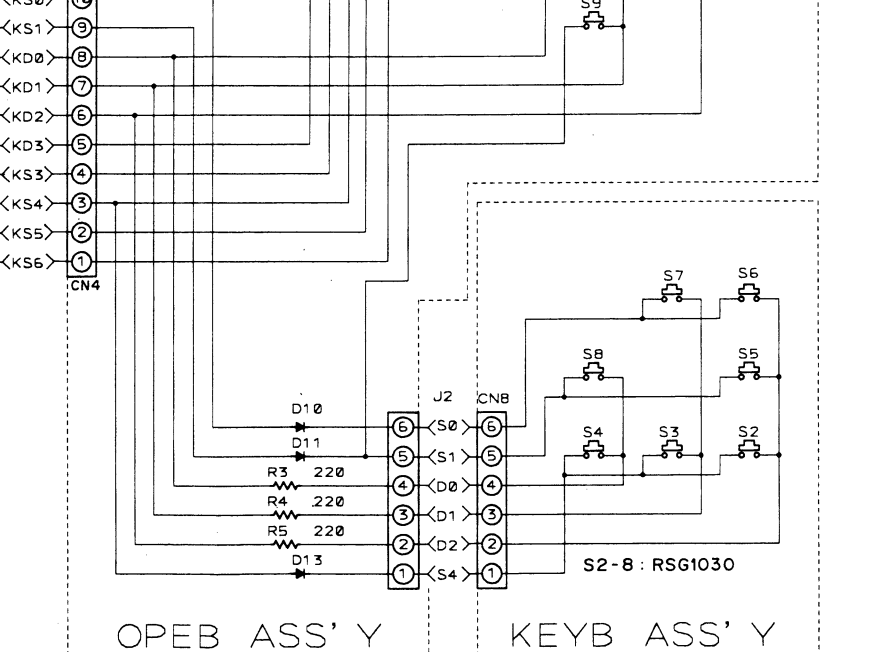 S9
KS1 9
KD0 8
KD1 7
KD2 6
KD3 5
KS3 4
KS4 3
KS5 2
KS6 1
CN4
S7 S6
S8 S5
J2 CN8
D10
6 S0 6
D11
5 S1 5
S4 S3 S2
R3 220
4 D0 4
R4 220
3 D1 3
R5 220
2 D2 2
D13
1 S4 1
S2-8 : RSG1030
OPEB ASS'Y KEYB ASS'Y